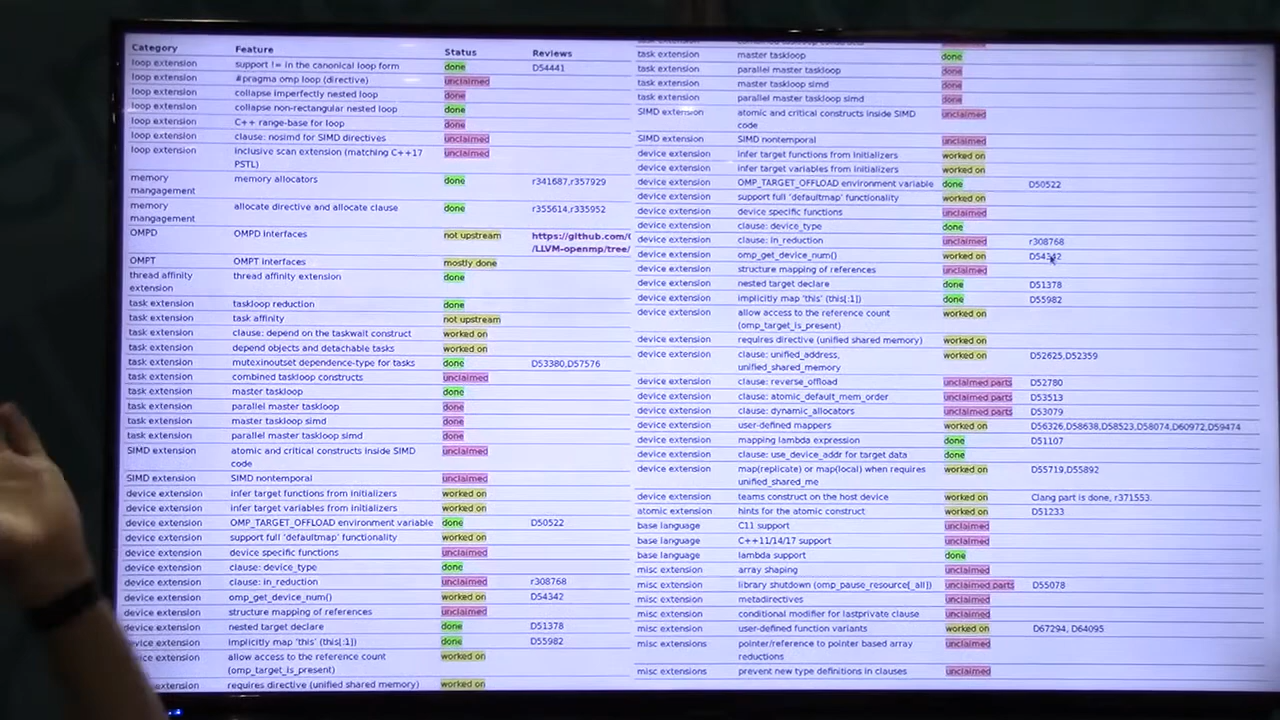 Category Feature Status Reviews
loop extension support != in the canonical loop form done D54441
loop extension #pragma omp loop (directive) unclaimed
loop extension collapse imperfectly nested loop done
loop extension collapse non-rectangular nested loop done
loop extension C++ range-base for loop done
loop extension clause: nosimd for SIMD directives unclaimed
loop extension inclusive scan extension (matching C++17 unclaimed
PSTL)
memory memory allocators done r341687,r357929
mangagement
memory allocate directive and allocate clause done r355614,r335952
mangagement
OMPD OMPD interfaces not upstream https://github.com/
/LLVM-openmp/tree/
OMPT OMPT interfaces mostly done
thread affinity thread affinity extension done
extension
task extension taskloop reduction done
task extension task affinity not upstream
task extension clause: depend on the taskwait construct worked on
task extension depend objects and detachable tasks worked on
task extension mutexinoutset dependence-type for tasks done D53380,D57576
task extension combined taskloop constructs unclaimed
task extension master taskloop done
task extension parallel master taskloop done
task extension master taskloop simd done
task extension parallel master taskloop simd done
SIMD extension atomic and critical constructs inside SIMD unclaimed
code
SIMD extension SIMD nontemporal unclaimed
device extension infer target functions from initializers worked on
device extension infer target variables from initializers worked on
device extension OMP_TARGET_OFFLOAD environment variable done D50522
device extension support full 'defaultmap' functionality worked on
device extension device specific functions unclaimed
device extension clause: device_type done
device extension clause: in_reduction unclaimed r308768
device extension omp_get_device_num() worked on D54342
device extension structure mapping of references unclaimed
device extension nested target declare done D51378
device extension implicitly map 'this' (this[:1]) done D55982
device extension allow access to the reference count worked on
(omp_target_is_present)
extension requires directive (unified shared memory) worked on
task extension master taskloop done
task extension parallel master taskloop done
task extension master taskloop simd done
task extension parallel master taskloop simd done
SIMD extension atomic and critical constructs inside SIMD unclaimed
code
SIMD extension SIMD nontemporal unclaimed
device extension infer target functions from initializers worked on
device extension infer target variables from initializers worked on
device extension OMP_TARGET_OFFLOAD environment variable done D50522
device extension support full 'defaultmap' functionality worked on
device extension device specific functions unclaimed
device extension clause: device_type done
device extension clause: in_reduction unclaimed r308768
device extension omp_get_device_num() worked on D54342
device extension structure mapping of references unclaimed
device extension nested target declare done D51378
device extension implicitly map 'this' (this[:1]) done D55982
device extension allow access to the reference count worked on
(omp_target_is_present)
device extension requires directive (unified shared memory) worked on
device extension clause: unified_address, worked on D52625,D52359
unified_shared_memory
device extension clause: reverse_offload unclaimed parts D52780
device extension clause: atomic_default_mem_order unclaimed parts D53513
device extension clause: dynamic_allocators unclaimed parts D53079
device extension user-defined mappers worked on D56326,D58638,D58523,D58074,D60972,D59474
device extension mapping lambda expression done D51107
device extension clause: use_device_addr for target data done
device extension map(replicate) or map(local) when requires worked on D55719,D55892
unified_shared_me
device extension teams construct on the host device worked on Clang part is done, r371553.
atomic extension hints for the atomic construct worked on D51233
base language C11 support unclaimed
base language C++11/14/17 support unclaimed
base language lambda support done
misc extension array shaping unclaimed
misc extension library shutdown (omp_pause_resource[_all]) unclaimed parts D55078
misc extension metadirectives unclaimed
misc extension conditional modifier for lastprivate clause unclaimed
misc extension user-defined function variants worked on D67294, D64095
misc extensions pointer/reference to pointer based array unclaimed
reductions
misc extensions prevent new type definitions in clauses unclaimed